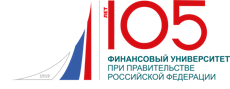 105
ЛЕТ
ФИНАНСОВЫЙ УНИВЕРСИТЕТ
ПРИ ПРАВИТЕЛЬСТВЕ
РОССИЙСКОЙ ФЕДЕРАЦИИ